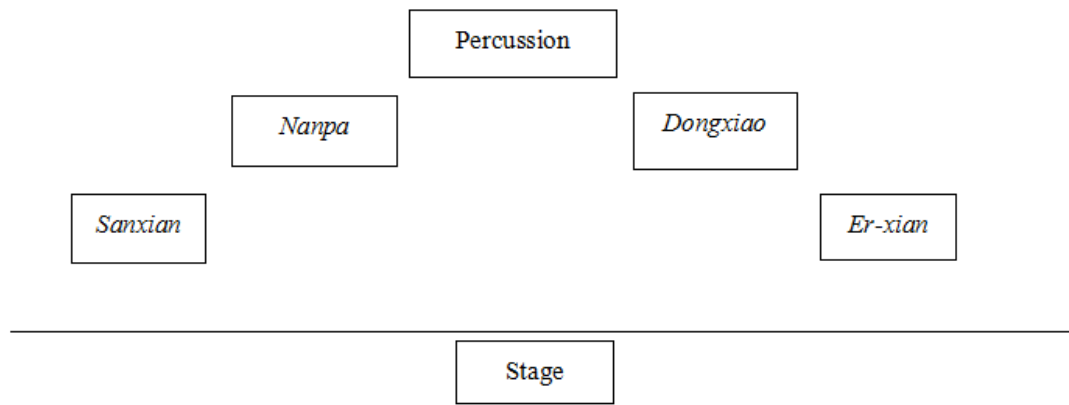 Percussion
Nanpa
Dongxiao
Sanxian
Er-xian
Stage